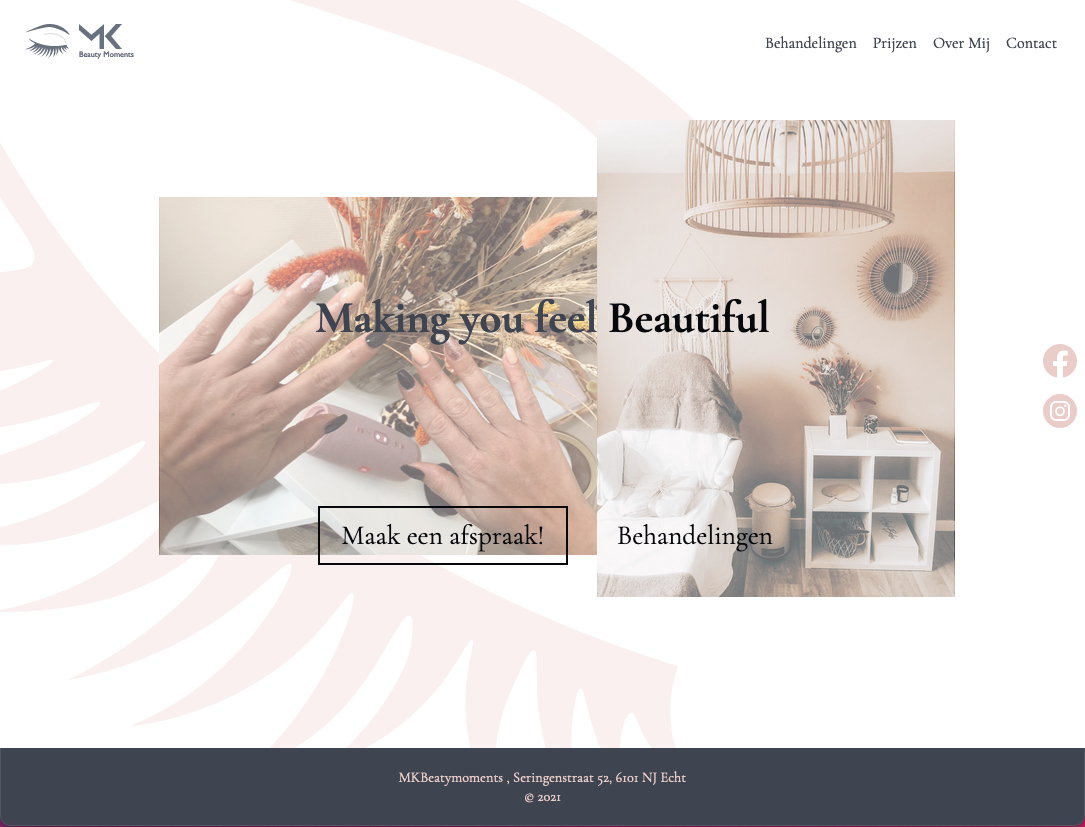 MK
Beauty Moments
Behandelingen Prijzen Over Mij Contact
Making you feel Beautiful
Maak een afspraak!
Behandelingen
MKBeatymoments , Seringenstraat 52, 6101 NJ Echt
© 2021